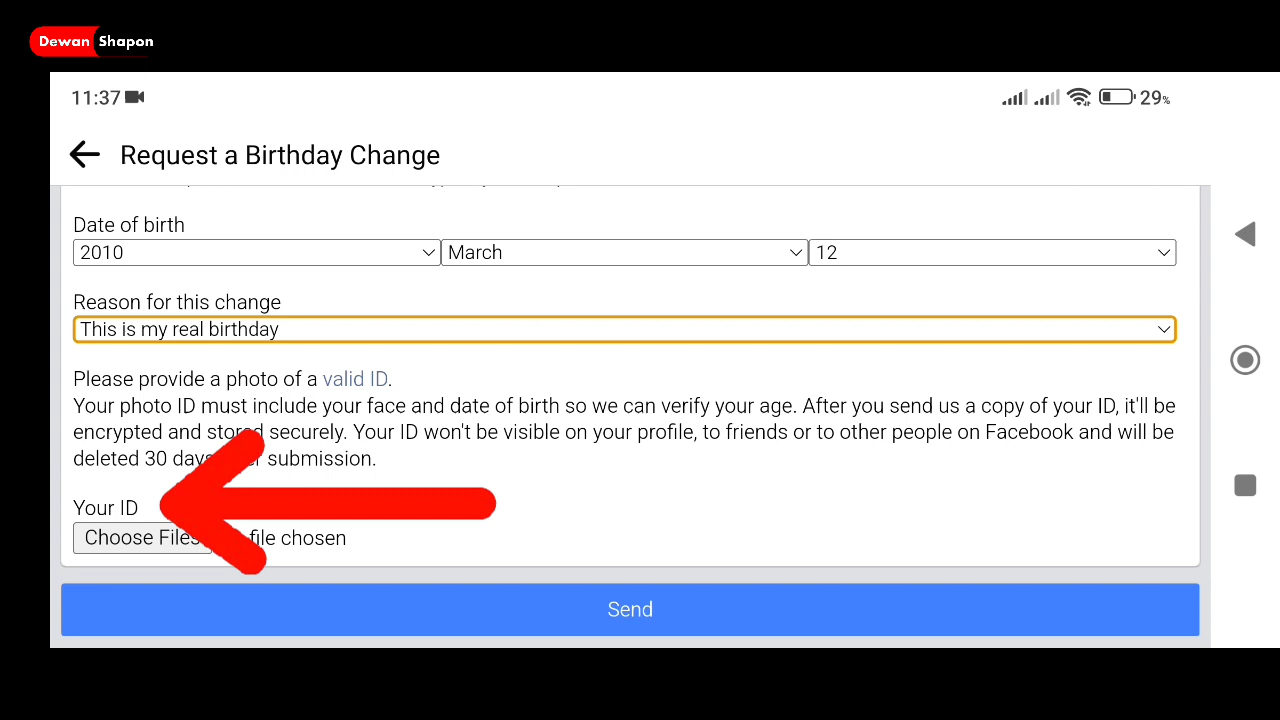 Dewan Shapon
11:37 29%
Request a Birthday Change
Date of birth
2010 March 12
Reason for this change
This is my real birthday
Please provide a photo of a valid ID.
Your photo ID must include your face and date of birth so we can verify your age. After you send us a copy of your ID, it'll be
encrypted and stored securely. Your ID won't be visible on your profile, to friends or to other people on Facebook and will be
deleted 30 days submission.
Your ID
Choose Files file chosen
Send